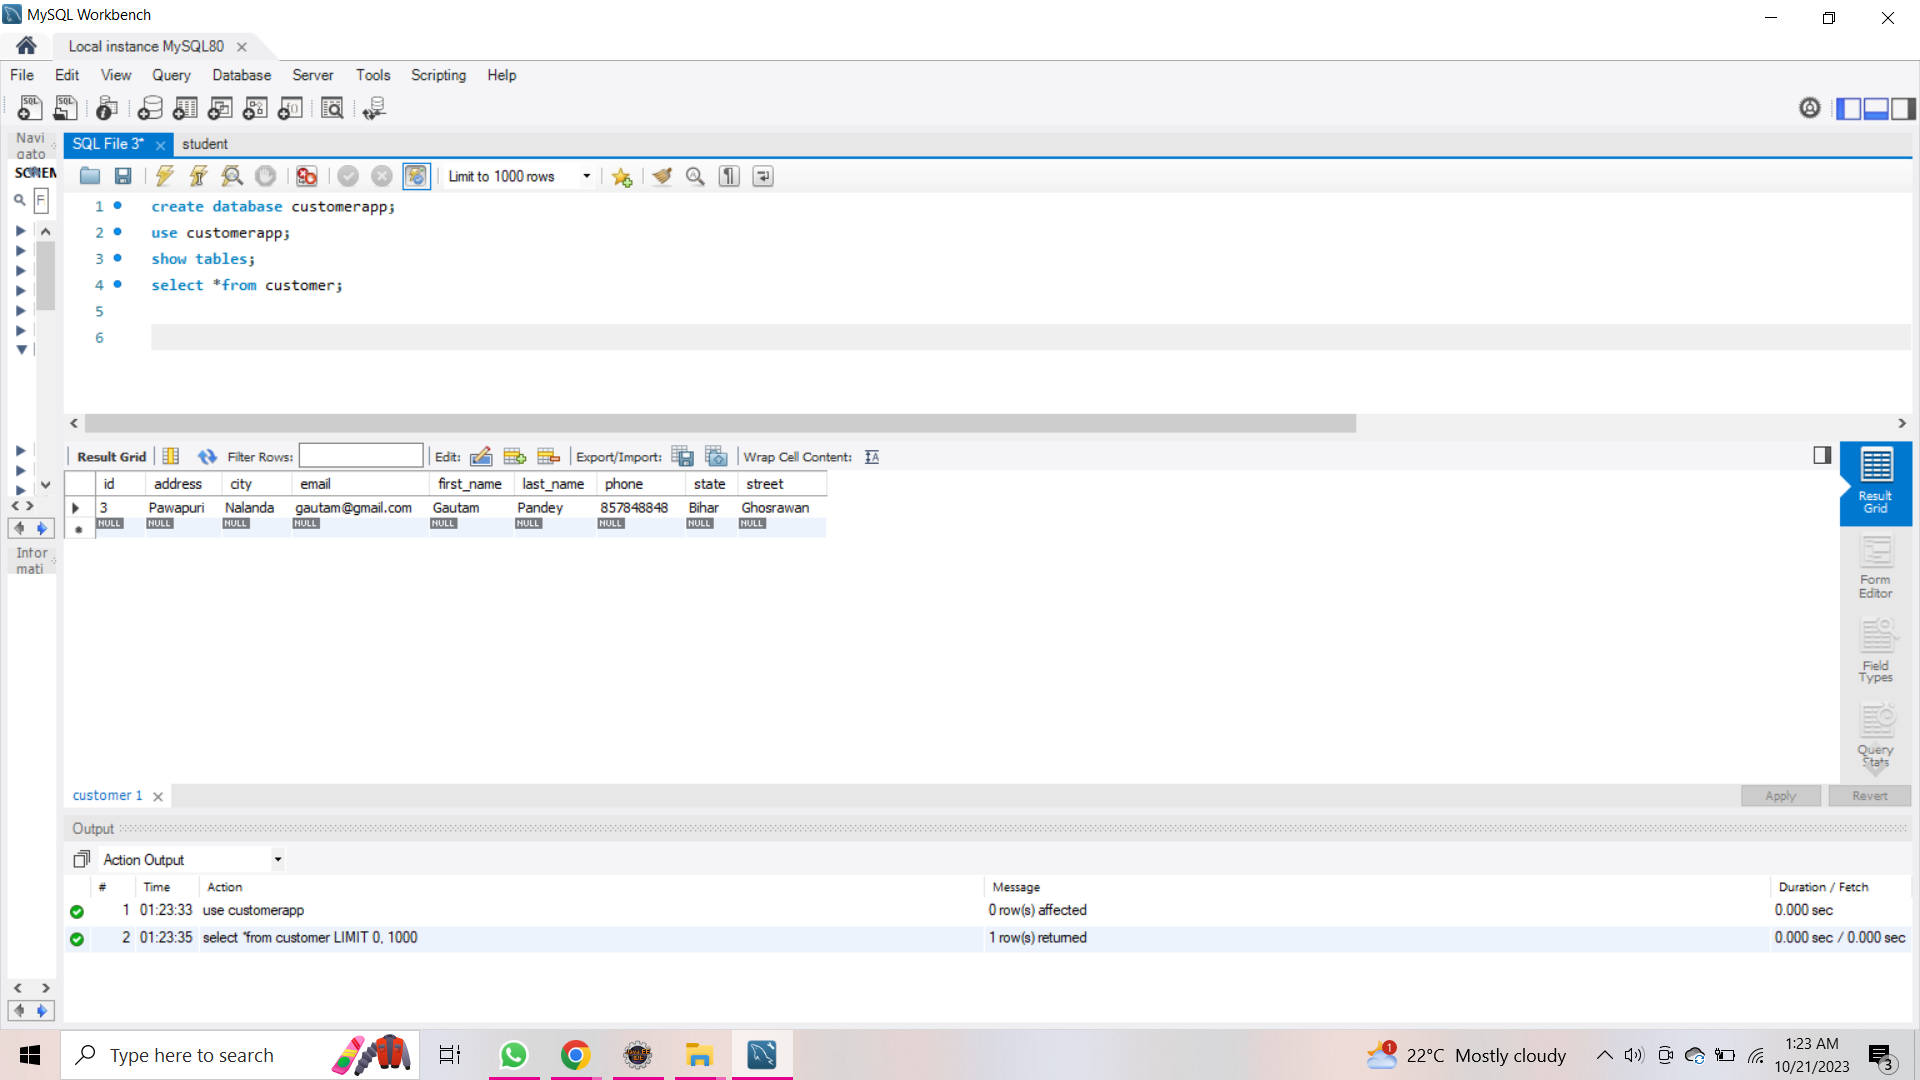 MySQL Workbench
Local instance MySQL80
File Edit View Query Database Server Tools Scripting Help
Navi
gato
SCHEM
F
SQL File 3* student
Limit to 1000 rows
1 create database customerapp;
2 use customerapp;
3 show tables;
4 select *from customer;
5
6
Result Grid Filter Rows: Edit: Export/Import: Wrap Cell Content:
id address city email first_name last_name phone state street
3 Pawapuri Nalanda gautam@gmail.com Gautam Pandey 857848848 Bihar Ghosrawan
NULL NULL NULL NULL NULL NULL NULL NULL NULL
Result
Grid
Form
Editor
Field
Types
Query
Stats
Infor
mati
customer 1
Apply Revert
Output
Action Output
# Time Action Message Duration / Fetch
1 01:23:33 use customerapp 0 row(s) affected 0.000 sec
2 01:23:35 select *from customer LIMIT 0, 1000 1 row(s) returned 0.000 sec / 0.000 sec
Type here to search
1
22°C Mostly cloudy
1:23 AM
10/21/2023
3